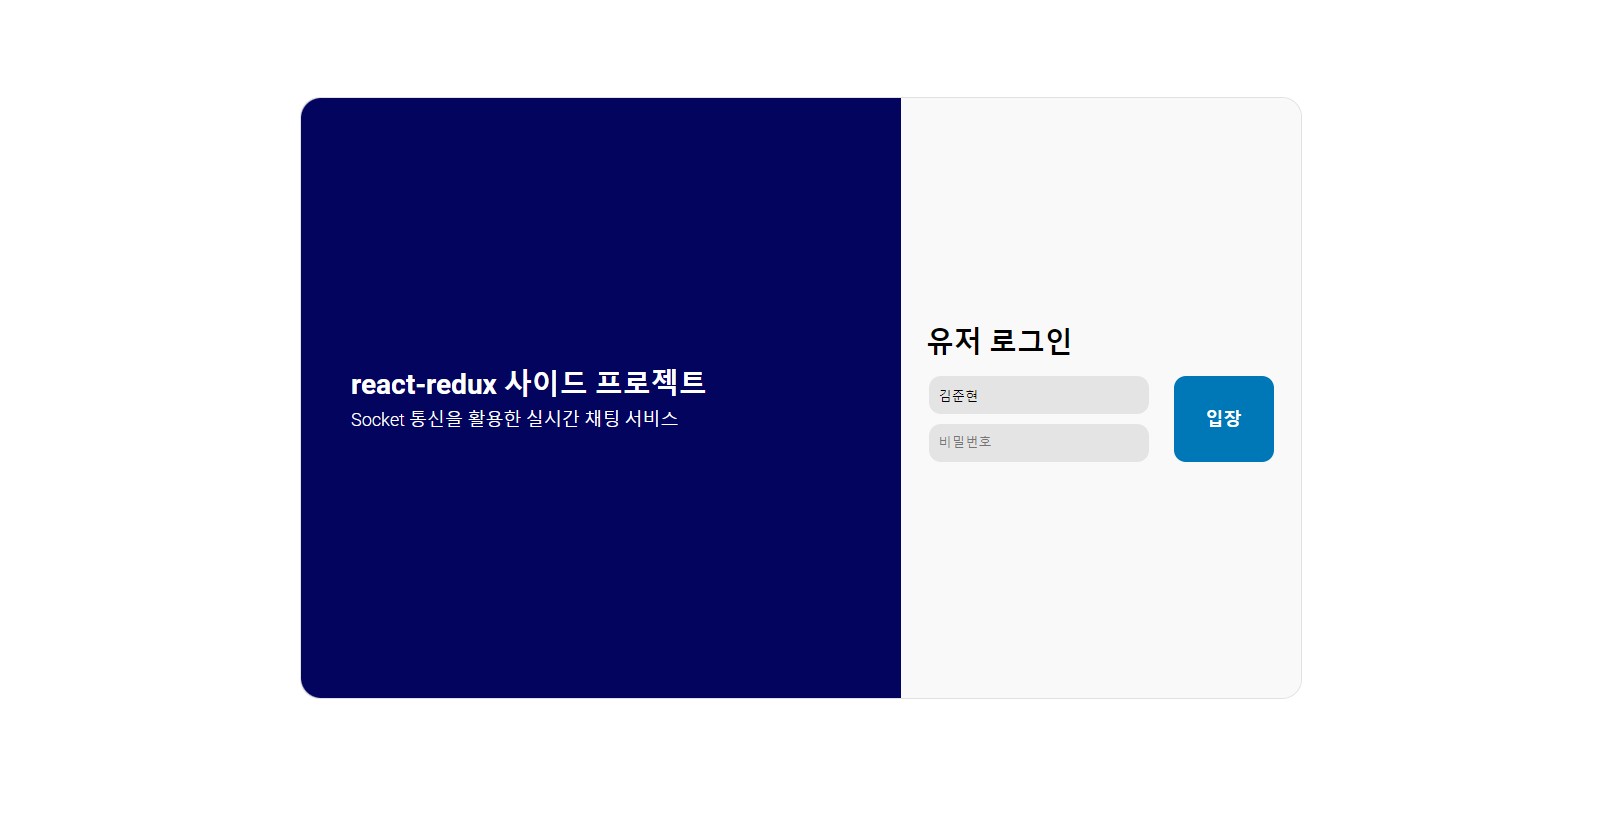 react-redux 사이드 프로젝트
Socket 통신을 활용한 실시간 채팅 서비스
유저 로그인
김준현
비밀번호
입장